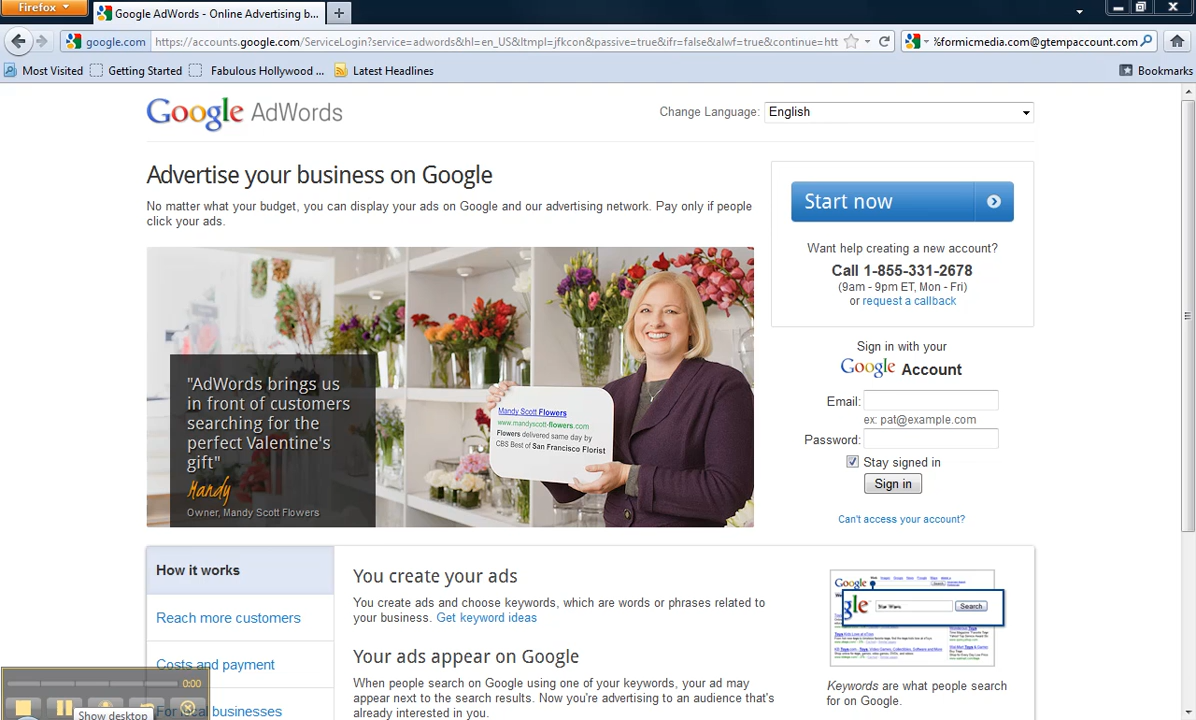 Firefox
Google AdWords - Online Advertising b...
google.com
https://accounts.google.com/ServiceLogin?service=adwords&hl=en_US&ltmpl=jfkcon&passive=true&ifr=false&alwf=true&continue=htt
%formicmedia.com@gtempaccount.com
Most Visited
Getting Started
Fabulous Hollywood ...
Latest Headlines
Bookmarks
Google AdWords
Change Language:
English
Advertise your business on Google
No matter what your budget, you can display your ads on Google and our advertising network. Pay only if people
click your ads.
Start now
Want help creating a new account?
Call 1-855-331-2678
(9am - 9pm ET, Mon - Fri)
or request a callback
"AdWords brings us
in front of customers
searching for the
perfect Valentine's
gift"
Mandy
Owner, Mandy Scott Flowers
Mandy Scott Flowers
www.mandyscott-flowers.com
Flowers delivered same day by
CBS Best of San Francisco Florist
Sign in with your
Google Account
Email:
ex: pat@example.com
Password:
Stay signed in
Sign in
Can't access your account?
How it works
Reach more customers
Costs and payment
For local businesses
You create your ads
You create ads and choose keywords, which are words or phrases related to
your business. Get keyword ideas
Your ads appear on Google
When people search on Google using one of your keywords, your ad may
appear next to the search results. Now you're advertising to an audience that's
already interested in you.
Google
gle
Star Wars
Search
Keywords are what people search
for on Google.
0:00
Show desktop